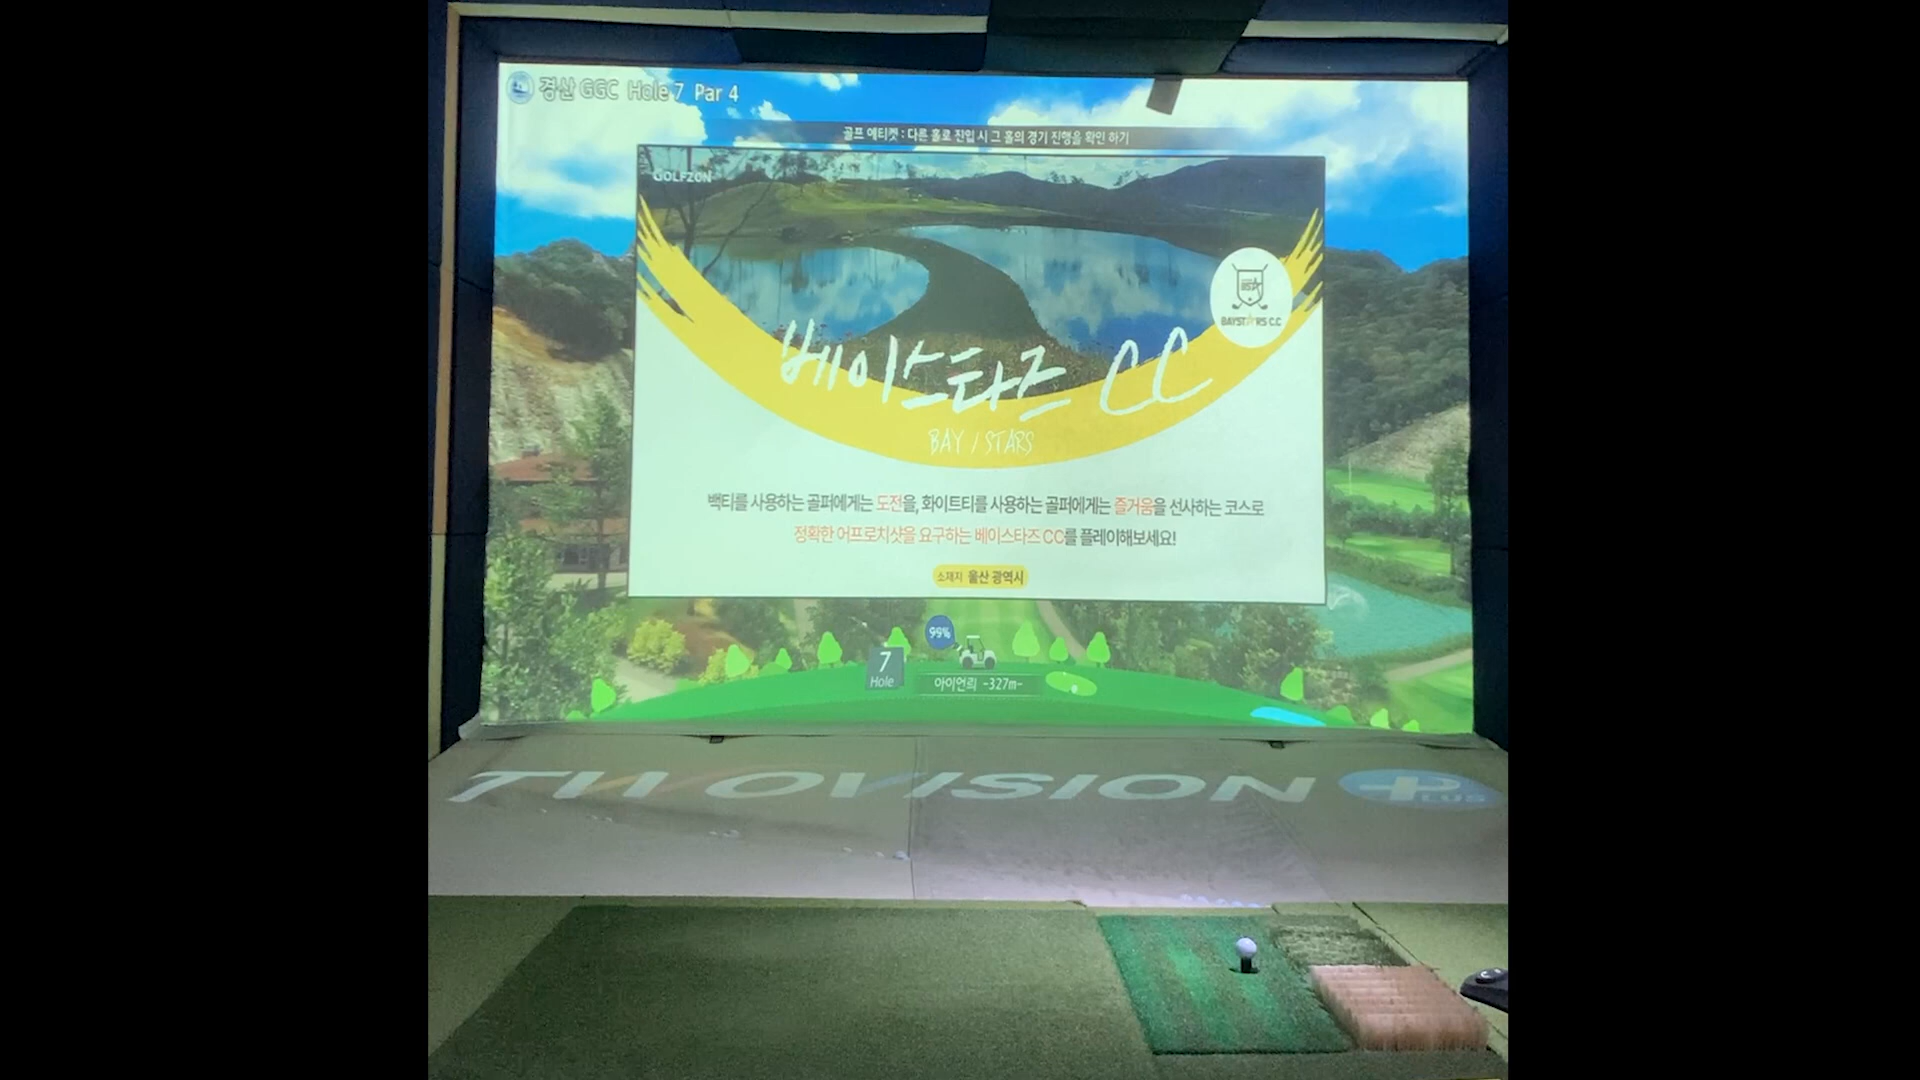 경산 GGC Hole 7 Par 4
골프 에티켓 : 다른 홀로 진입 시 그 홀의 경기 진행을 확인 하기
GOLFZON
BAYSTARS C.C
베이스타즈 CC
BAY / STARS
백티를 사용하는 골퍼에게는 도전을, 화이트티를 사용하는 골퍼에게는 즐거움을 선사하는 코스로
정확한 어프로치샷을 요구하는 베이스타즈 CC를 플레이해보세요!
소재지 울산 광역시
99%
7
Hole
아이언릭 -327m-
TWOVISION PLUS